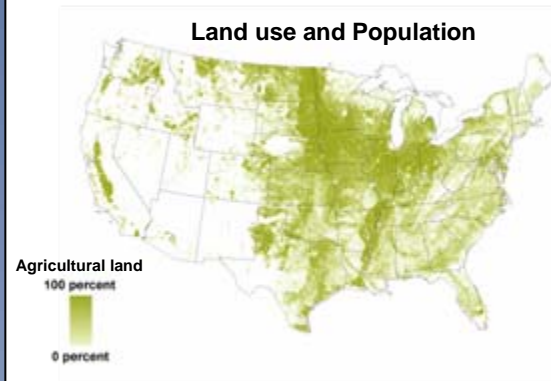 Land use and Population
Agricultural land
100 percent
0 percent